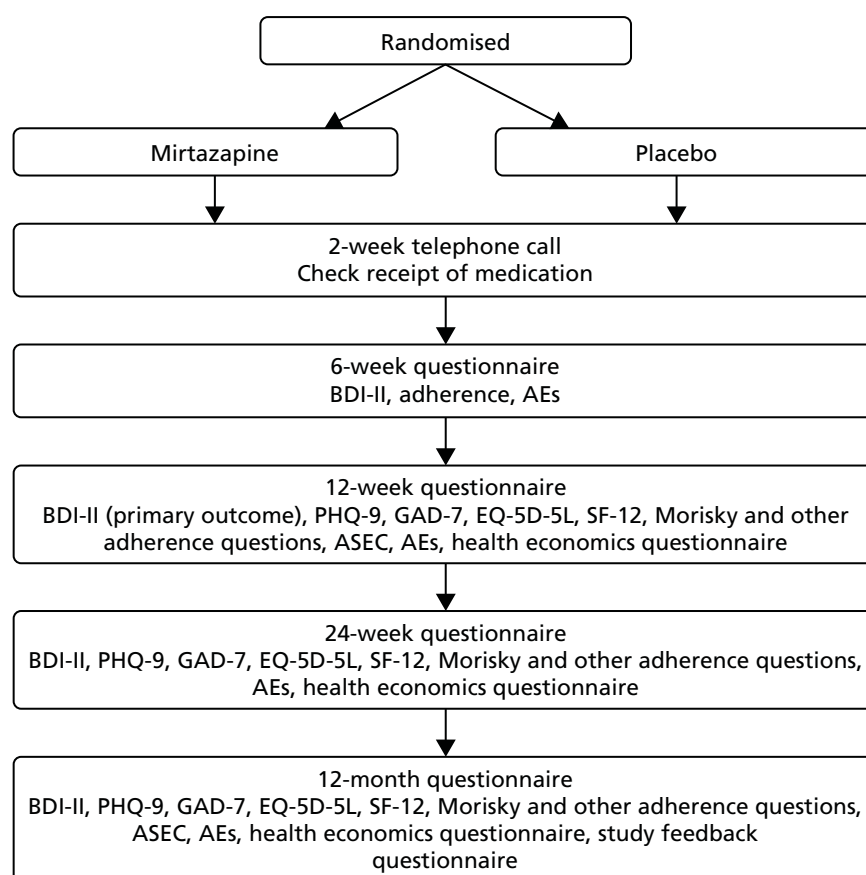 Randomised
Mirtazapine
Placebo
2-week telephone call
Check receipt of medication
6-week questionnaire
BDI-II, adherence, AEs
12-week questionnaire
BDI-II (primary outcome), PHQ-9, GAD-7, EQ-5D-5L, SF-12, Morisky and other
adherence questions, ASEC, AEs, health economics questionnaire
24-week questionnaire
BDI-II, PHQ-9, GAD-7, EQ-5D-5L, SF-12, Morisky and other adherence questions,
AEs, health economics questionnaire
12-month questionnaire
BDI-II, PHQ-9, GAD-7, EQ-5D-5L, SF-12, Morisky and other adherence questions,
ASEC, AEs, health economics questionnaire, study feedback
questionnaire